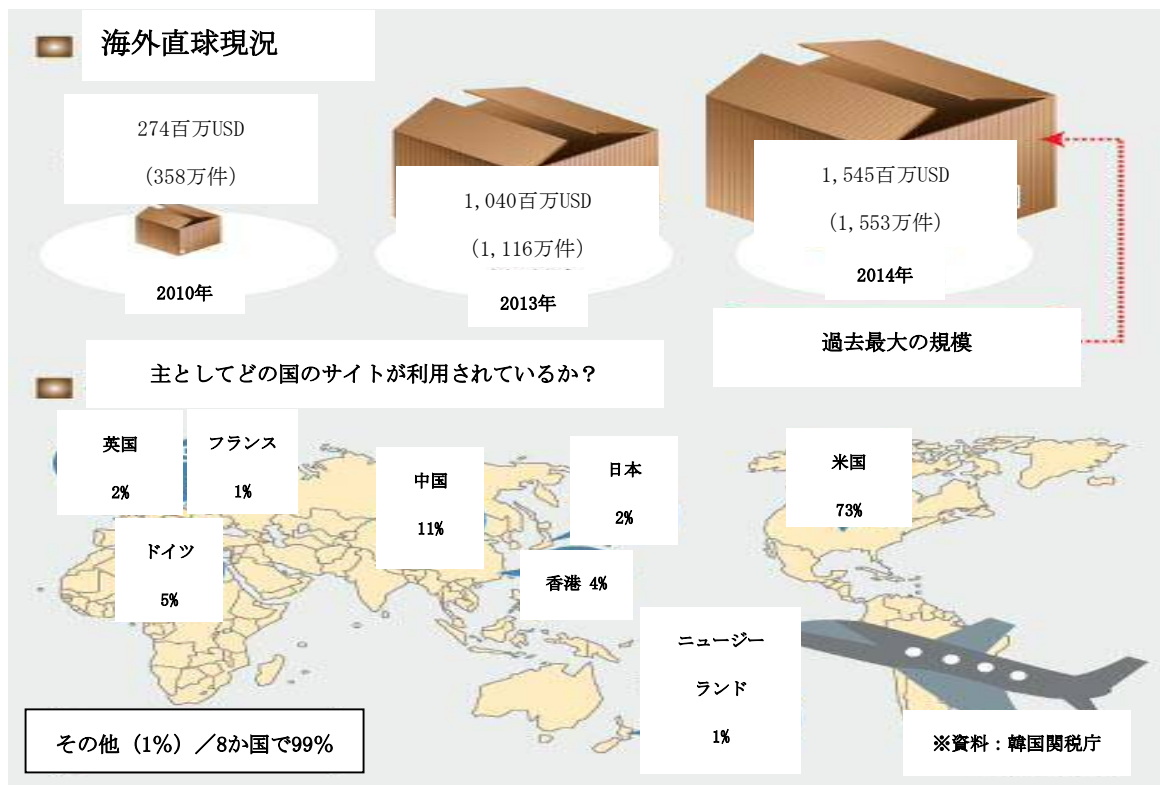 海外直球現況
274百万USD
(358万件)
2010年
1,040百万USD
(1,116万件)
2013年
1,545百万USD
(1,553万件)
2014年
過去最大の規模
主としてどの国のサイトが利用されているか？
英国
2%
フランス
1%
ドイツ
5%
中国
11%
日本
2%
香港 4%
米国
73%
ニュージー
ランド
1%
その他（1%）／8か国で99%
※資料：韓国関税庁